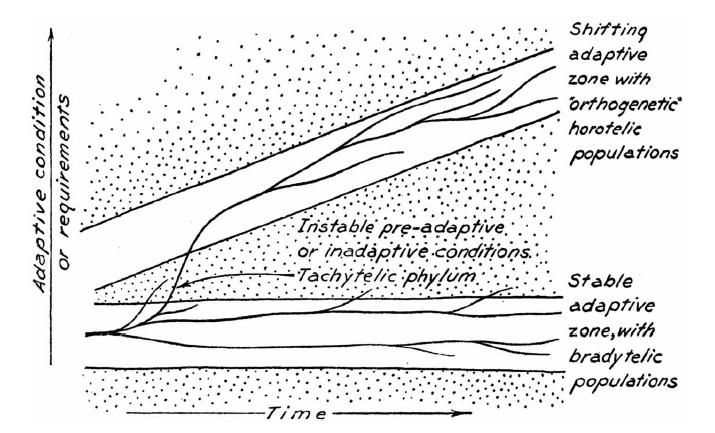 Adaptive condition
or requirements
Shifting
adaptive
zone with
"orthogenetic"
horotelic
populations
Instable pre-adaptive
or inadaptive conditions.
Tachytelic phylum
Stable
adaptive
zone, with
bradytelic
populations
Time